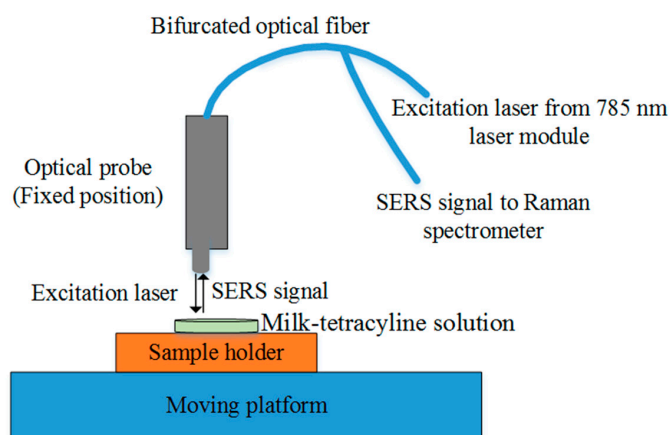 Bifurcated optical fiber
Excitation laser from 785 nm
laser module
Optical probe
(Fixed position)
SERS signal to Raman
spectrometer
Excitation laser
SERS signal
Milk-tetracyline solution
Sample holder
Moving platform